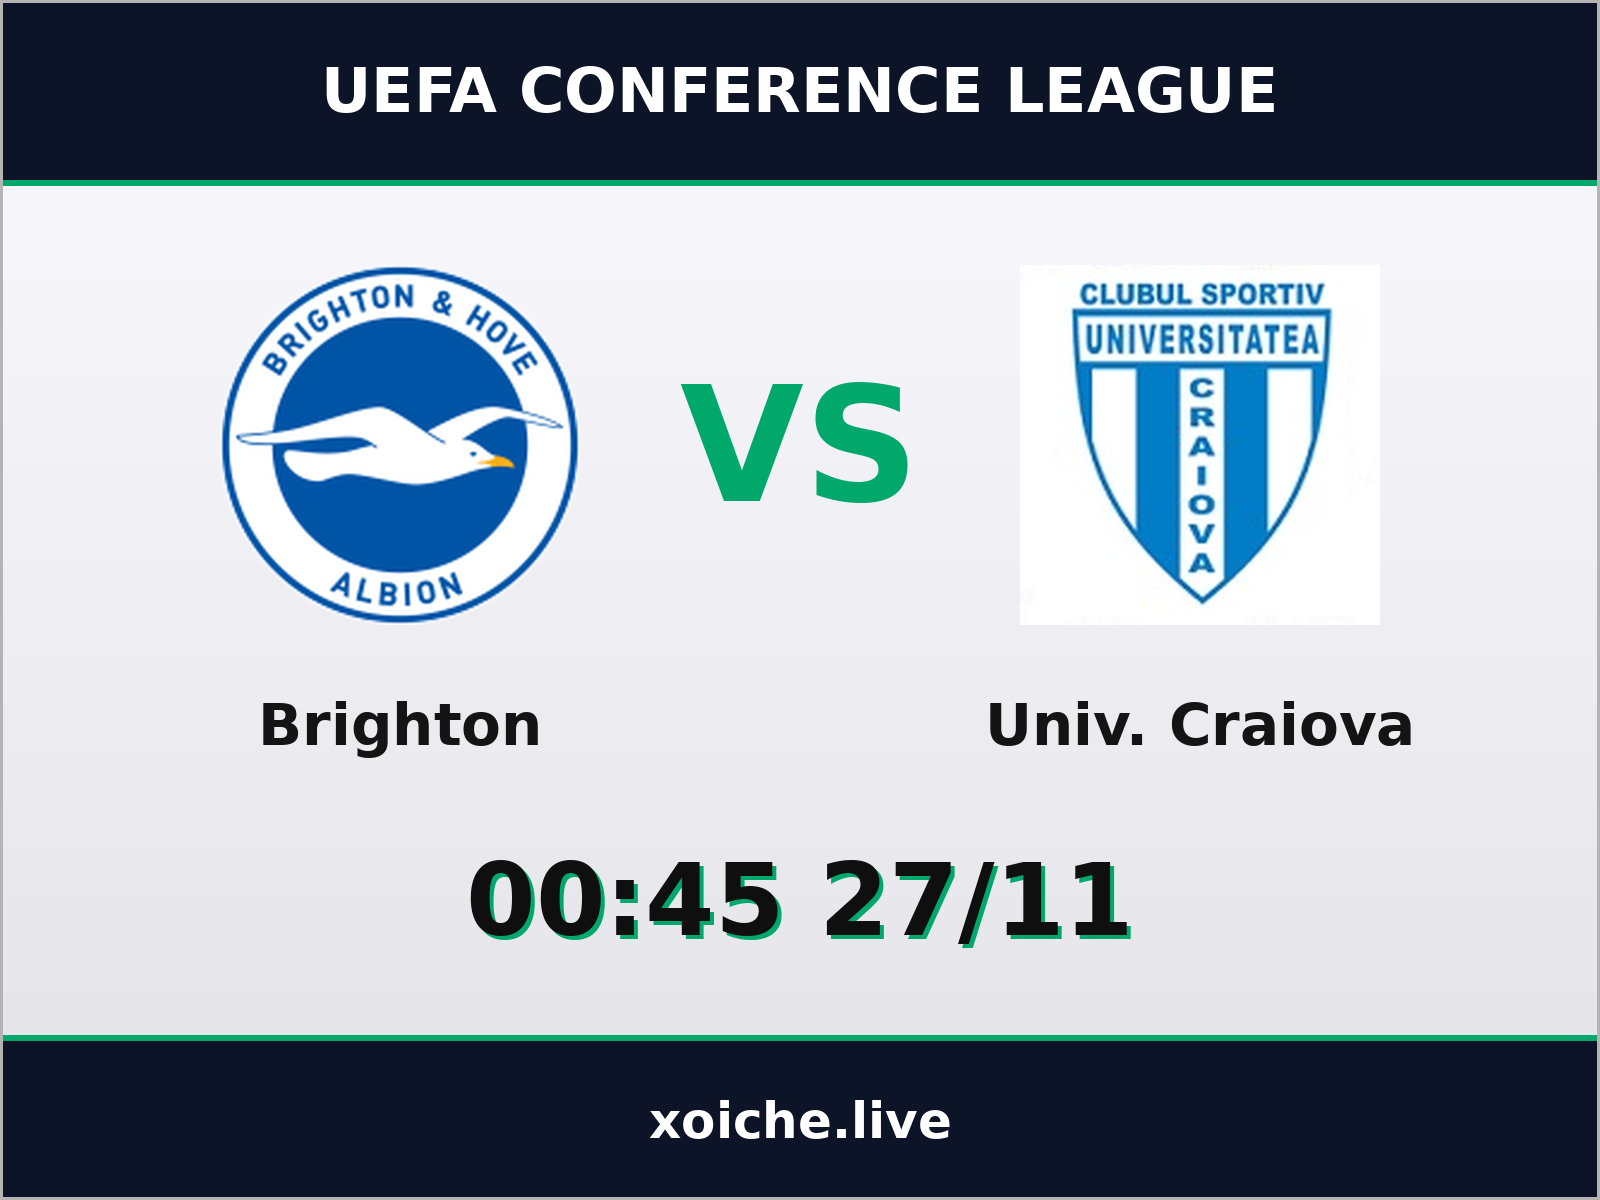 UEFA CONFERENCE LEAGUE
BRIGHTON & HOVE
ALBION
VS
CLUBUL SPORTIV
UNIVERSITATEA
CRAIOVA
Brighton
Univ. Craiova
00:45 27/11
xoiche.live